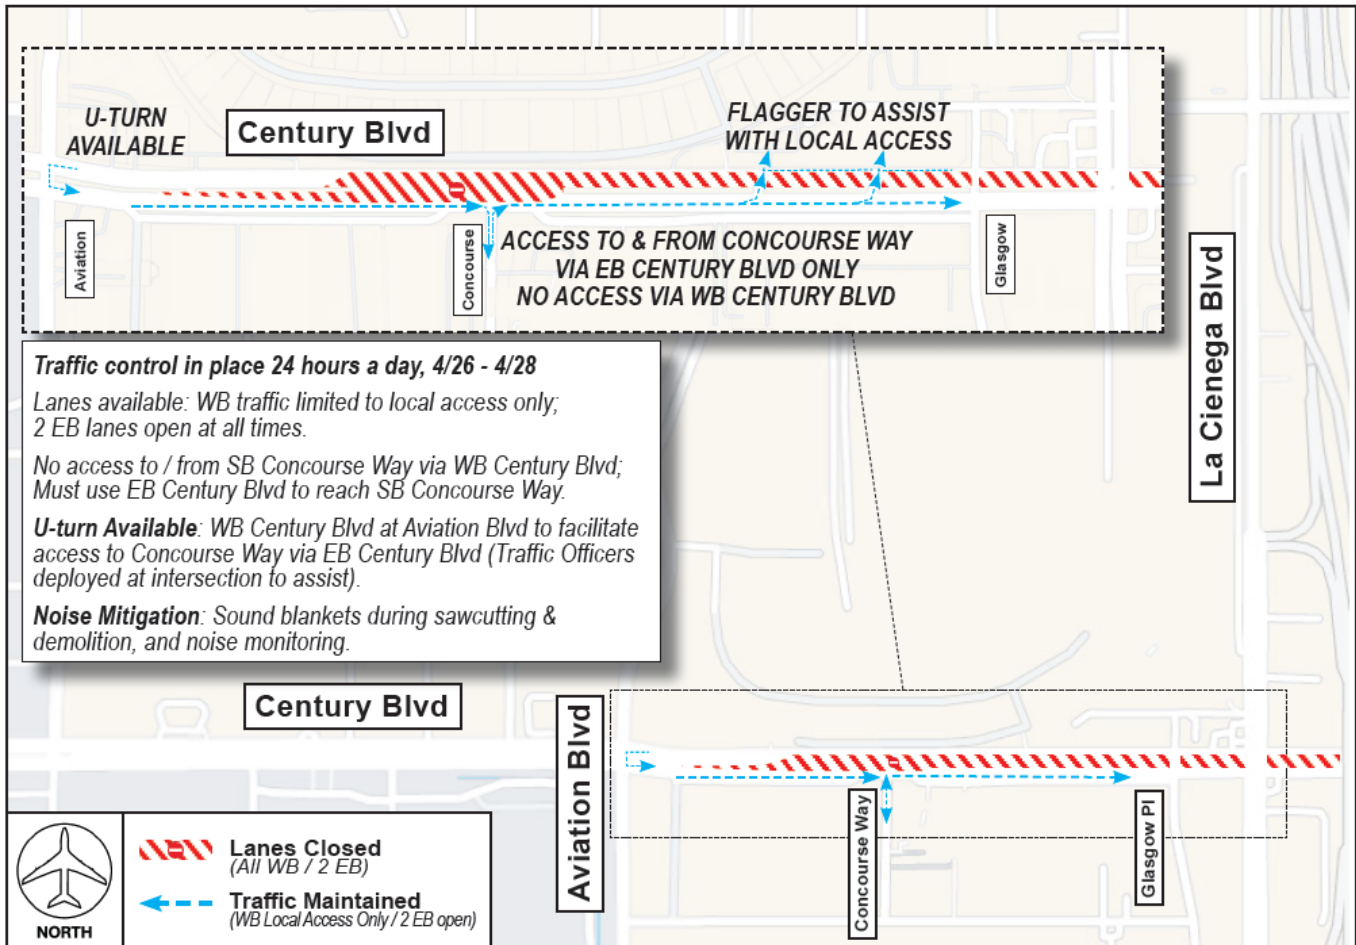 U-TURN
AVAILABLE
Century Blvd
FLAGGER TO ASSIST
WITH LOCAL ACCESS
Aviation
Concourse
ACCESS TO & FROM CONCOURSE WAY
VIA EB CENTURY BLVD ONLY
NO ACCESS VIA WB CENTURY BLVD
Glasgow
La Cienega Blvd
Traffic control in place 24 hours a day, 4/26 - 4/28
Lanes available: WB traffic limited to local access only;
2 EB lanes open at all times.
No access to / from SB Concourse Way via WB Century Blvd;
Must use EB Century Blvd to reach SB Concourse Way.
U-turn Available: WB Century Blvd at Aviation Blvd to facilitate
access to Concourse Way via EB Century Blvd (Traffic Officers
deployed at intersection to assist).
Noise Mitigation: Sound blankets during sawcutting &
demolition, and noise monitoring.
Century Blvd
Aviation Blvd
Concourse Way
Glasgow Pl
NORTH
Lanes Closed
(All WB / 2 EB)
Traffic Maintained
(WB Local Access Only / 2 EB open)